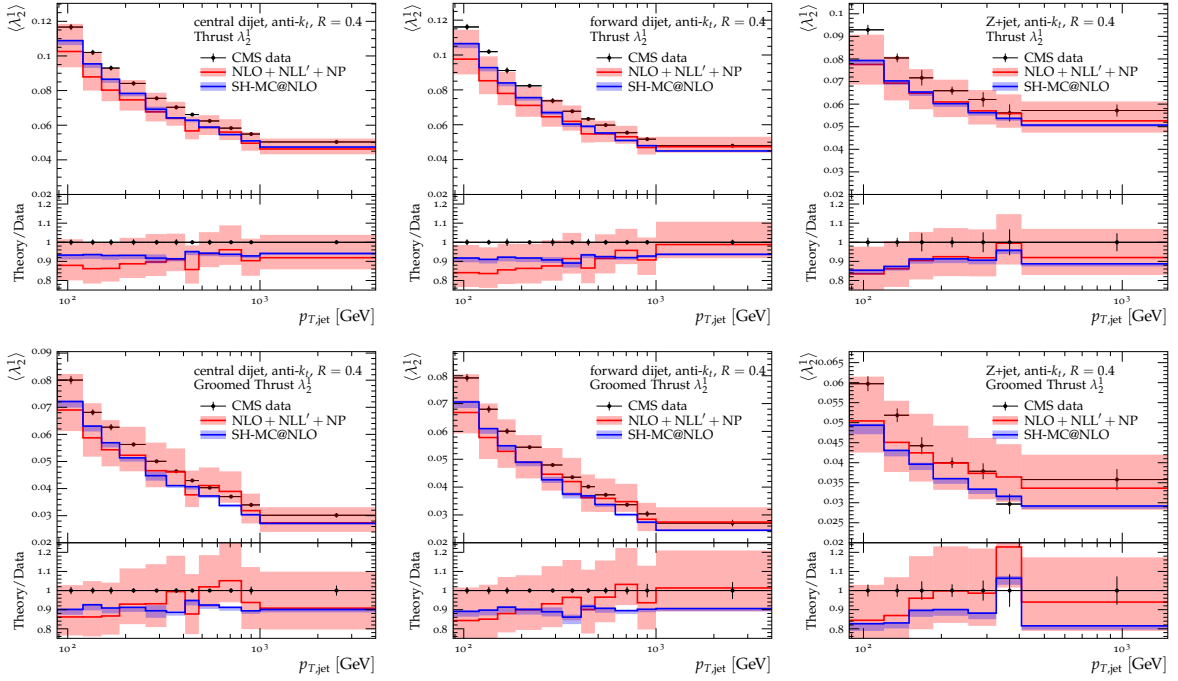 central dijet, anti-kₜ, R = 0.4
Thrust λ₂¹
CMS data
NLO + NLL′ + NP
SH-MC@NLO
⟨λ₂¹⟩
0.12
0.1
0.08
0.06
0.04
0.02
Theory/Data
1.2
1.1
1
0.9
0.8
10²
10³
p_T,jet [GeV]
forward dijet, anti-kₜ, R = 0.4
Thrust λ₂¹
CMS data
NLO + NLL′ + NP
SH-MC@NLO
⟨λ₂¹⟩
0.12
0.1
0.08
0.06
0.04
0.02
Theory/Data
1.2
1.1
1
0.9
0.8
10²
10³
p_T,jet [GeV]
Z+jet, anti-kₜ, R = 0.4
Thrust λ₂¹
CMS data
NLO + NLL′ + NP
SH-MC@NLO
⟨λ₂¹⟩
0.1
0.09
0.08
0.07
0.06
0.05
0.04
0.03
Theory/Data
1.2
1.1
1
0.9
0.8
10²
10³
p_T,jet [GeV]
central dijet, anti-kₜ, R = 0.4
Groomed Thrust λ₂¹
CMS data
NLO + NLL′ + NP
SH-MC@NLO
⟨λ₂¹⟩
0.09
0.08
0.07
0.06
0.05
0.04
0.03
0.02
Theory/Data
1.2
1.1
1
0.9
0.8
10²
10³
p_T,jet [GeV]
forward dijet, anti-kₜ, R = 0.4
Groomed Thrust λ₂¹
CMS data
NLO + NLL′ + NP
SH-MC@NLO
⟨λ₂¹⟩
0.08
0.07
0.06
0.05
0.04
0.03
0.02
Theory/Data
1.2
1.1
1
0.9
0.8
10²
10³
p_T,jet [GeV]
Z+jet, anti-kₜ, R = 0.4
Groomed Thrust λ₂¹
CMS data
NLO + NLL′ + NP
SH-MC@NLO
⟨λ₂¹⟩
0.065
0.06
0.055
0.05
0.045
0.04
0.035
0.03
0.025
0.02
Theory/Data
1.2
1.1
1
0.9
0.8
10²
10³
p_T,jet [GeV]